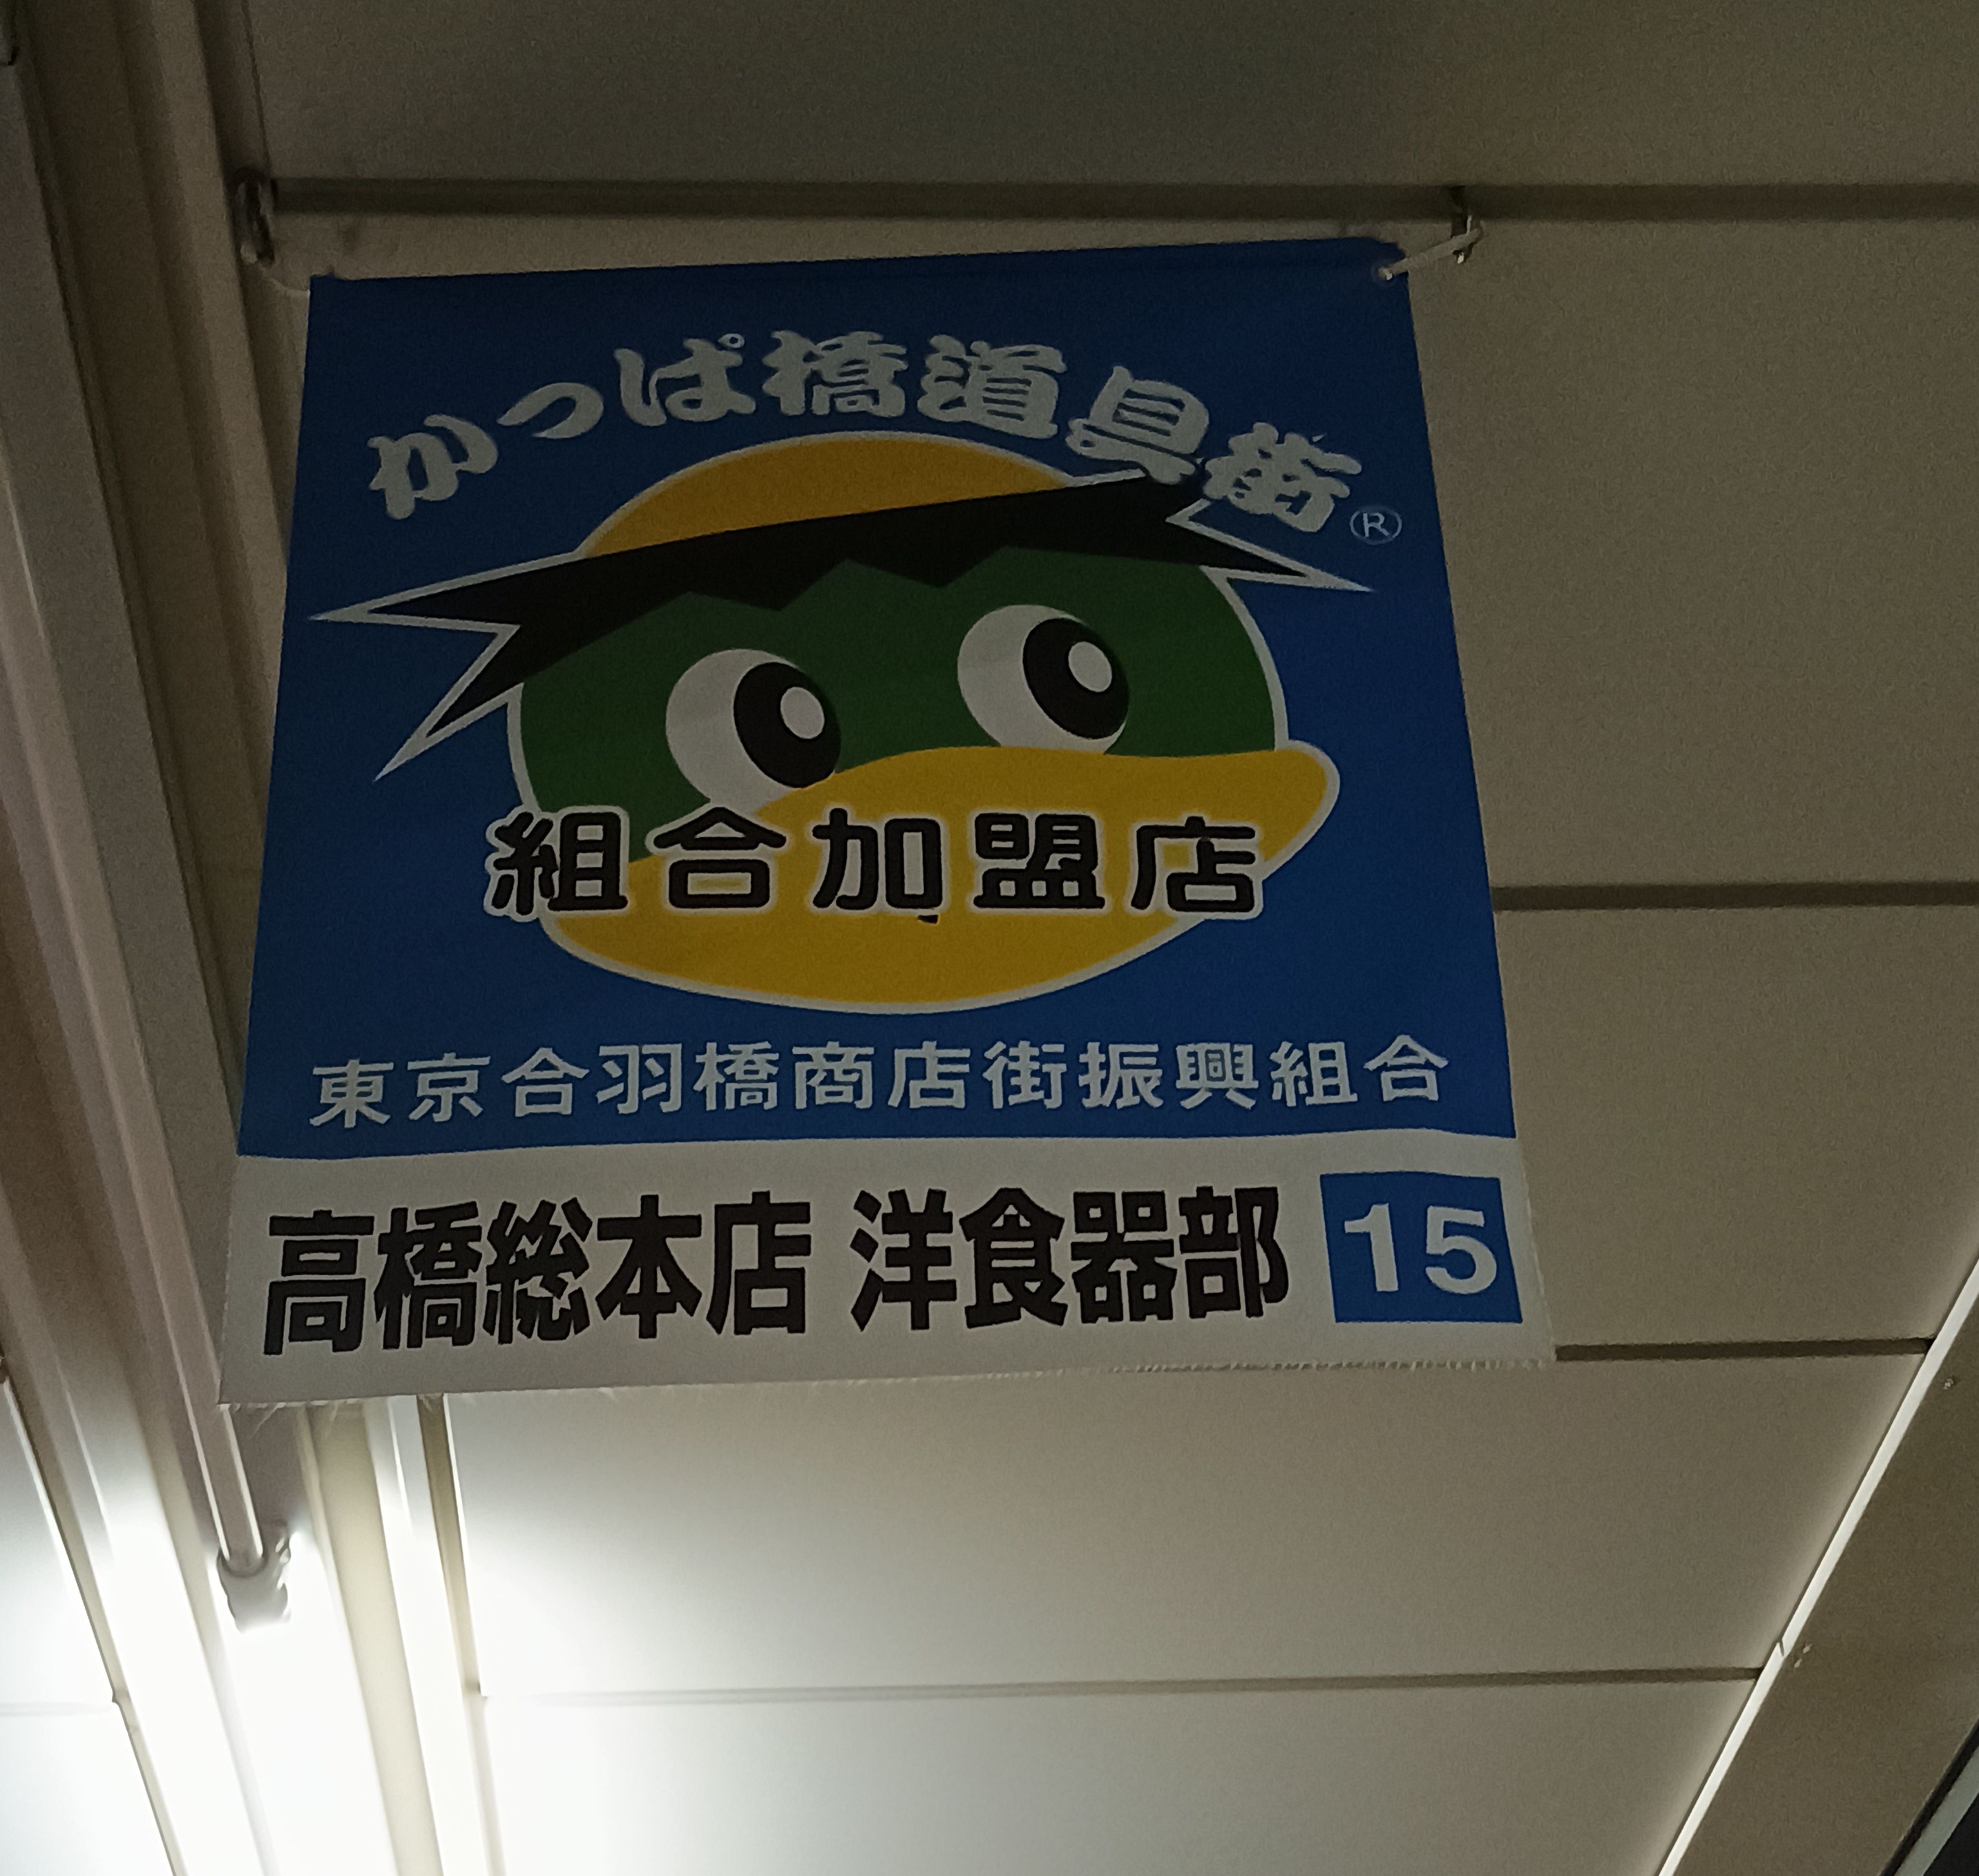 かっぱ橋道具街®
組合加盟店
東京合羽橋商店街振興組合
高橋総本店 洋食器部 15